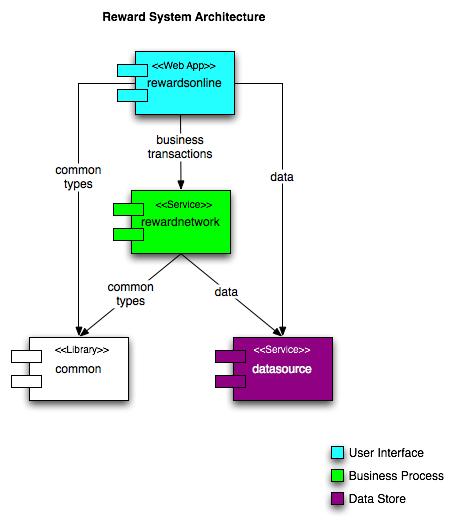 Reward System Architecture
<<Web App>>
rewardsonline
business
transactions
common
types
data
<<Service>>
rewardnetwork
common
types
data
<<Library>>
common
<<Service>>
datasource
User Interface
Business Process
Data Store